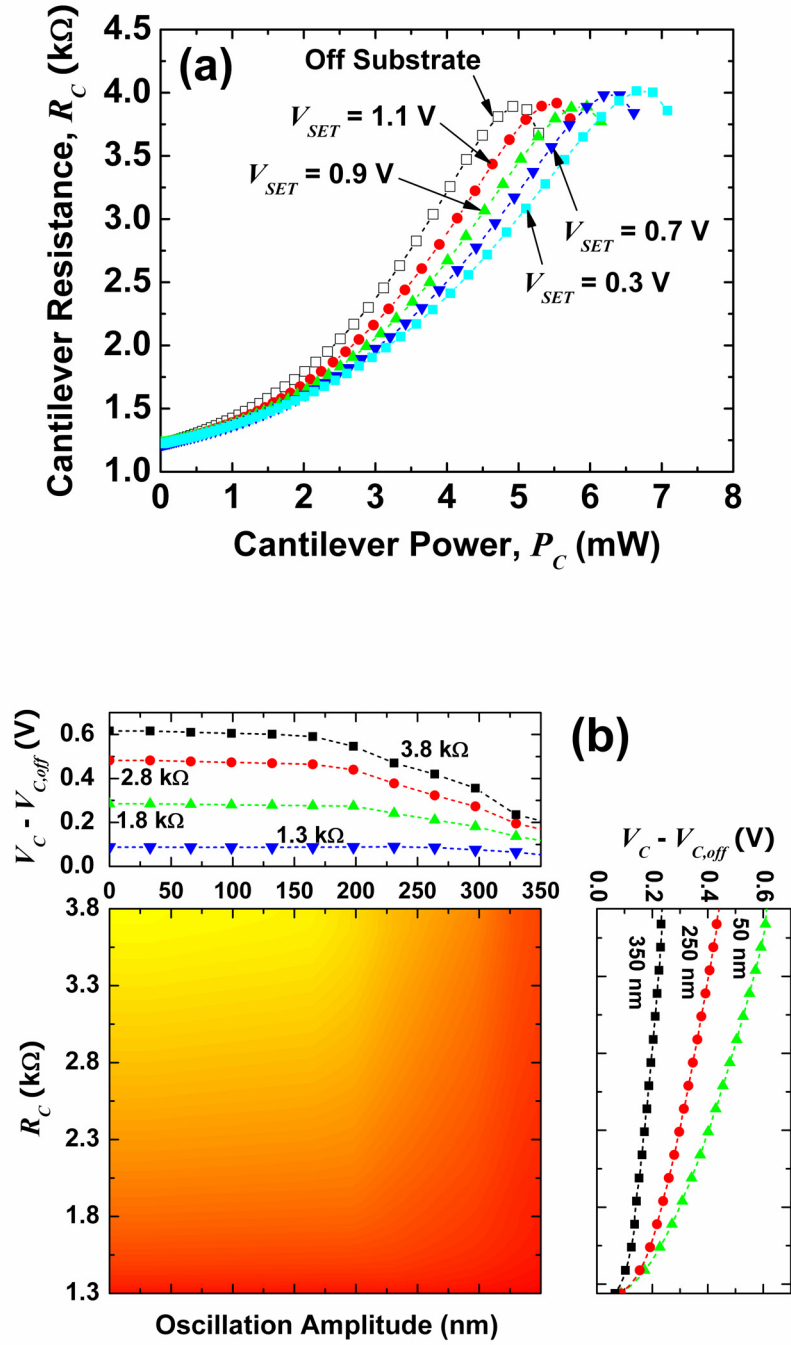 (a)
4.5
4.0
3.5
3.0
2.5
2.0
1.5
1.0
Cantilever Resistance, R_C (kΩ)
Off Substrate
V_SET = 1.1 V
V_SET = 0.9 V
V_SET = 0.7 V
V_SET = 0.3 V
0 1 2 3 4 5 6 7 8
Cantilever Power, P_C (mW)
(b)
V_C - V_C,off (V)
0.6
0.4
0.2
0.0
3.8 kΩ
2.8 kΩ
1.8 kΩ
1.3 kΩ
0 50 100 150 200 250 300 350
V_C - V_C,off (V)
0.0 0.2 0.4 0.6
350 nm
250 nm
50 nm
3.8
3.3
2.8
2.3
1.8
1.3
R_C (kΩ)
Oscillation Amplitude (nm)